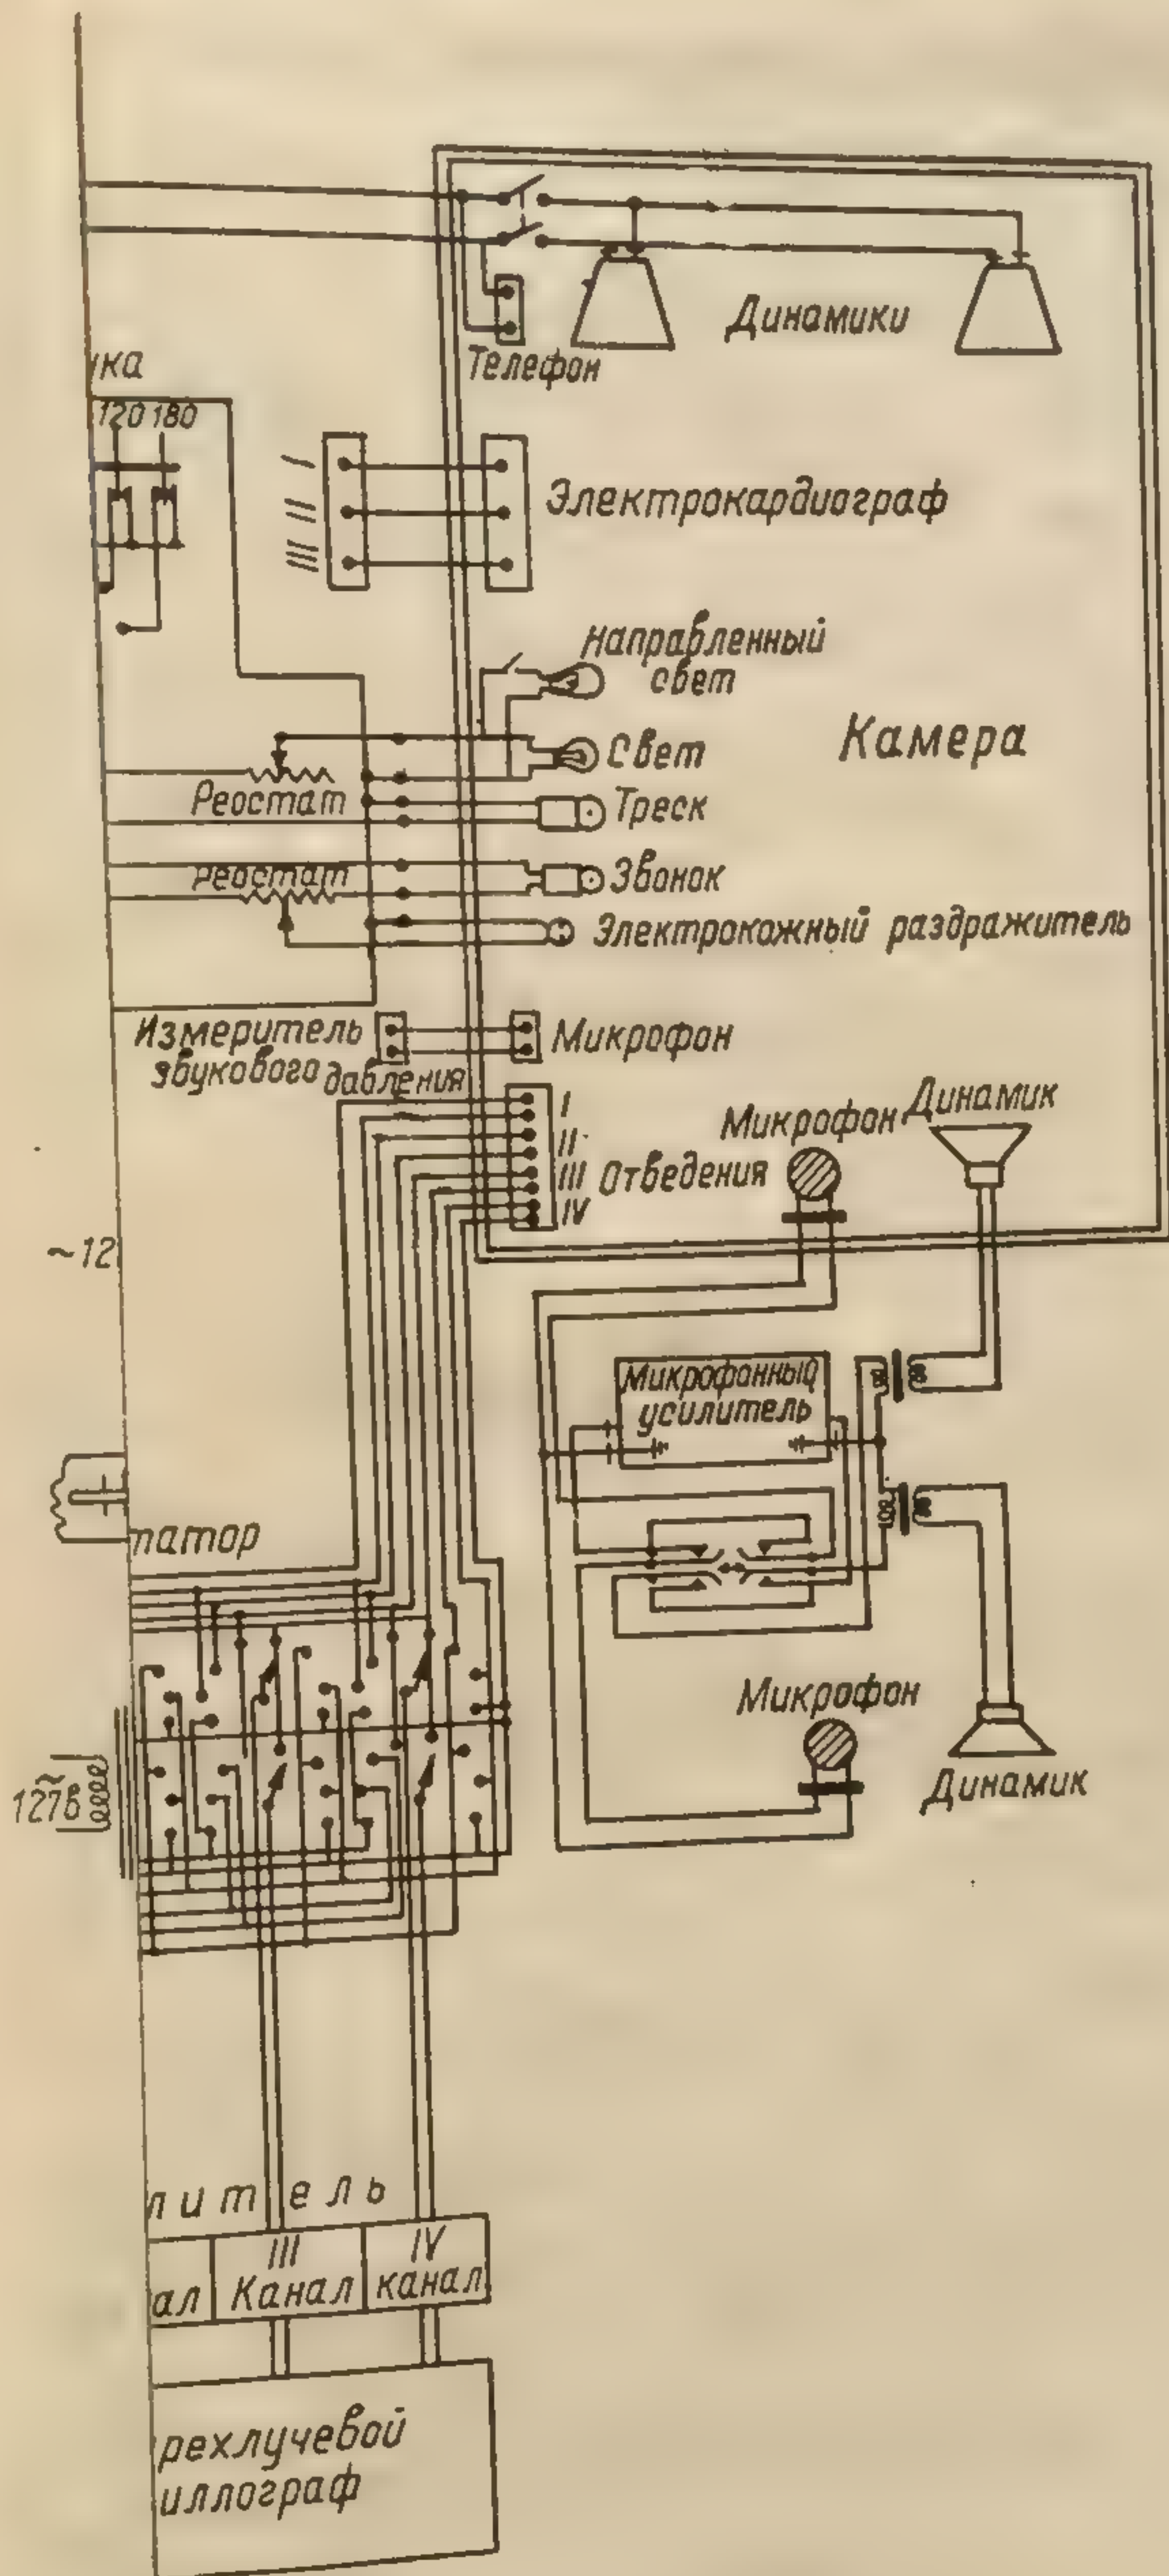 ука
120 180
Телефон
Динамики
I
II
III
Электрокардиограф
Направленный
свет
Свет
Камера
Реостат
Треск
Реостат
Звонок
Электрокожный раздражитель
Измеритель
звукового давления
Микрофон
I
II
III Отведения
IV
Микрофон
Динамик
~12
Микрофонный
усилитель
татор
Микрофон
Динамик
~
127в
литель
III
IV
ал
Канал
канал
рехлучевой
иллограф